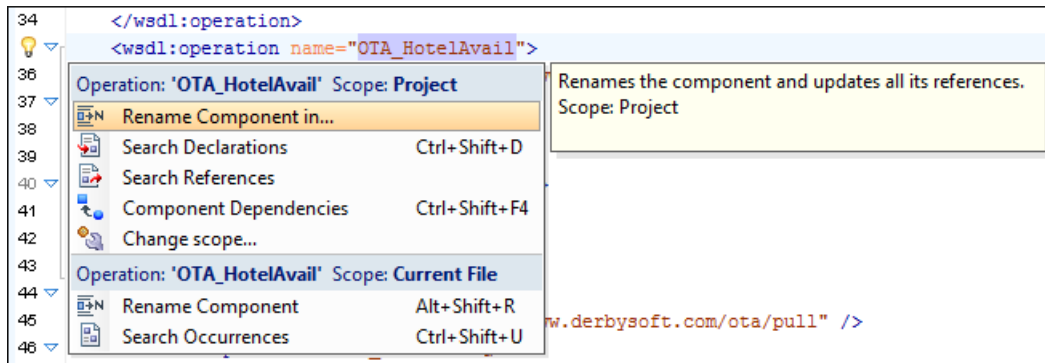 34 </wsdl:operation>
<wsdl:operation name="OTA_HotelAvail">
36
Operation: 'OTA_HotelAvail' Scope: Project
Renames the component and updates all its references.
Scope: Project
37
Rename Component in...
38
Search Declarations Ctrl+Shift+D
39
Search References
40
Component Dependencies Ctrl+Shift+F4
41
Change scope...
42
43
Operation: 'OTA_HotelAvail' Scope: Current File
44
Rename Component Alt+Shift+R
45 w.derbysoft.com/ota/pull" />
Search Occurrences Ctrl+Shift+U
46